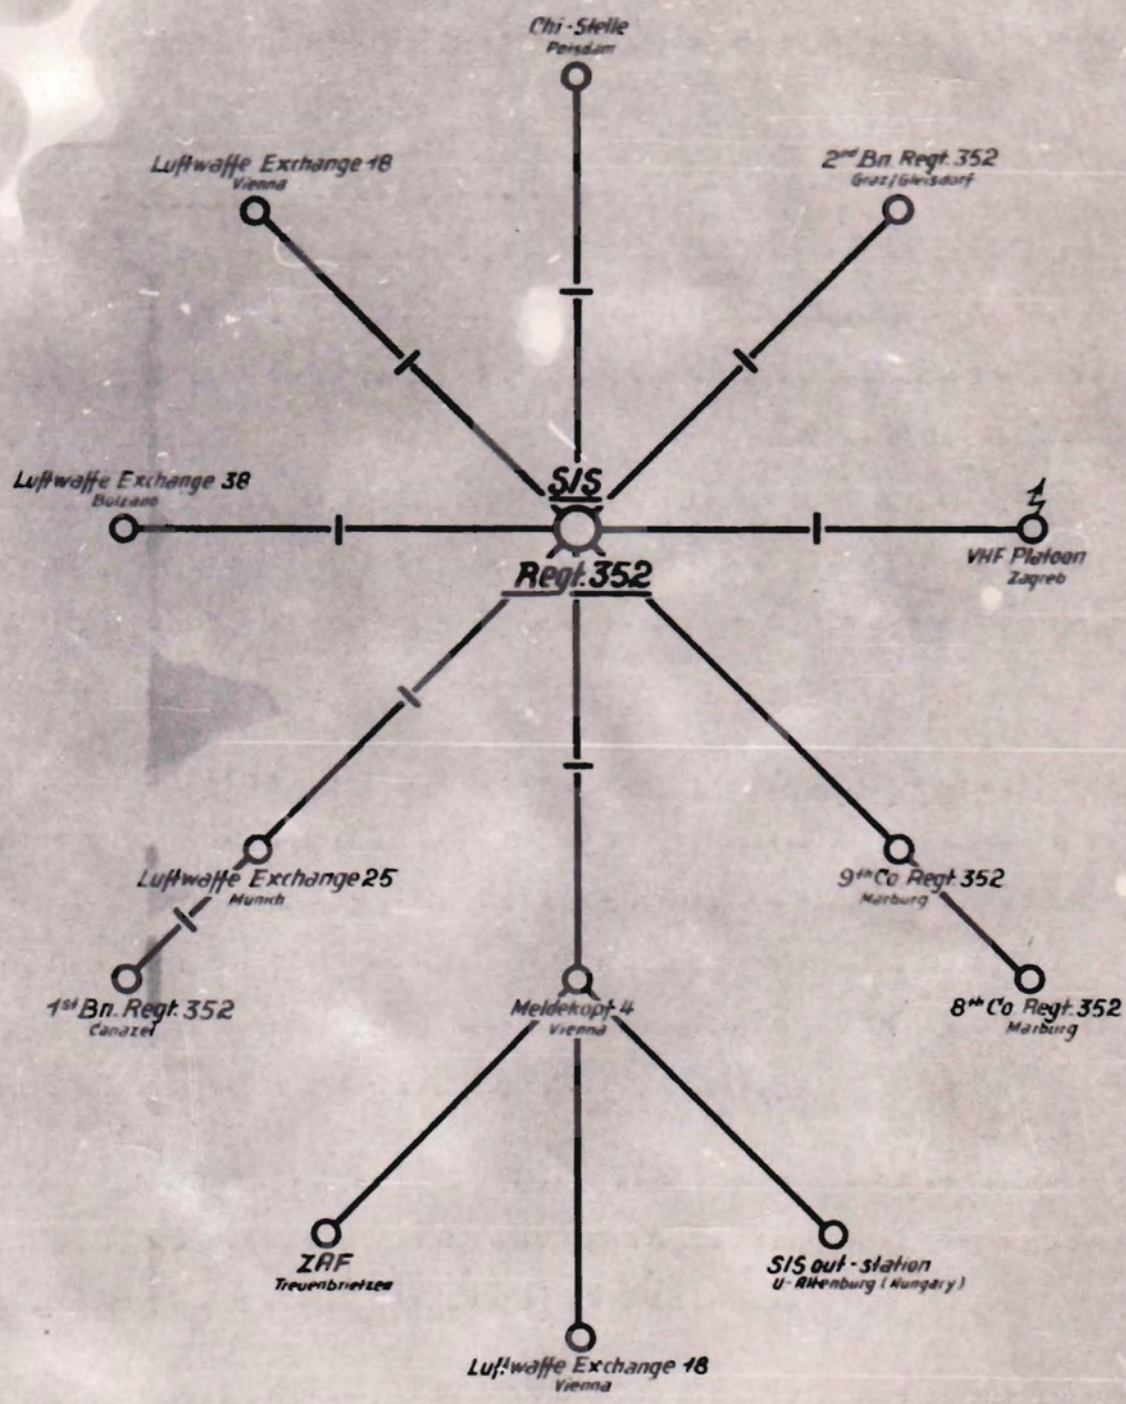 Chi-Stelle
Potsdam
Luftwaffe Exchange 18
Vienna
2nd Bn. Regt. 352
Graz/Gleisdorf
SIS
Regt. 352
Luftwaffe Exchange 38
Bolzano
VHF Platoon
Zagreb
Luftwaffe Exchange 25
Munich
9th Co Regt. 352
Marburg
1st Bn. Regt. 352
Canazei
Meldekopf 4
Vienna
8th Co Regt. 352
Marburg
ZAF
Treuenbrietzen
SIS out-station
U-Altenburg (Hungary)
Luftwaffe Exchange 18
Vienna